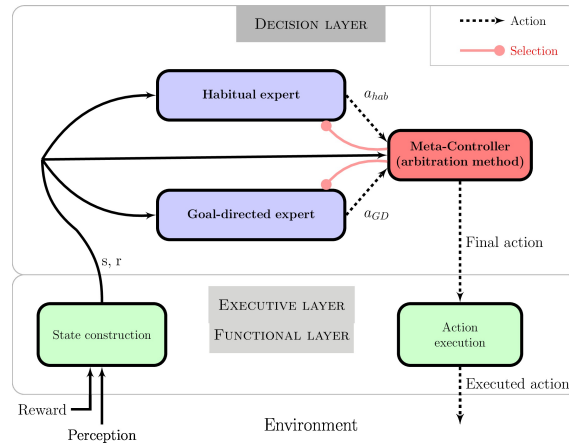 DECISION LAYER
Action
Selection
Habitual expert
a_hab
Meta-Controller
(arbitration method)
Goal-directed expert
a_GD
Final action
s, r
EXECUTIVE LAYER
FUNCTIONAL LAYER
State construction
Action
execution
Executed action
Reward
Perception
Environment